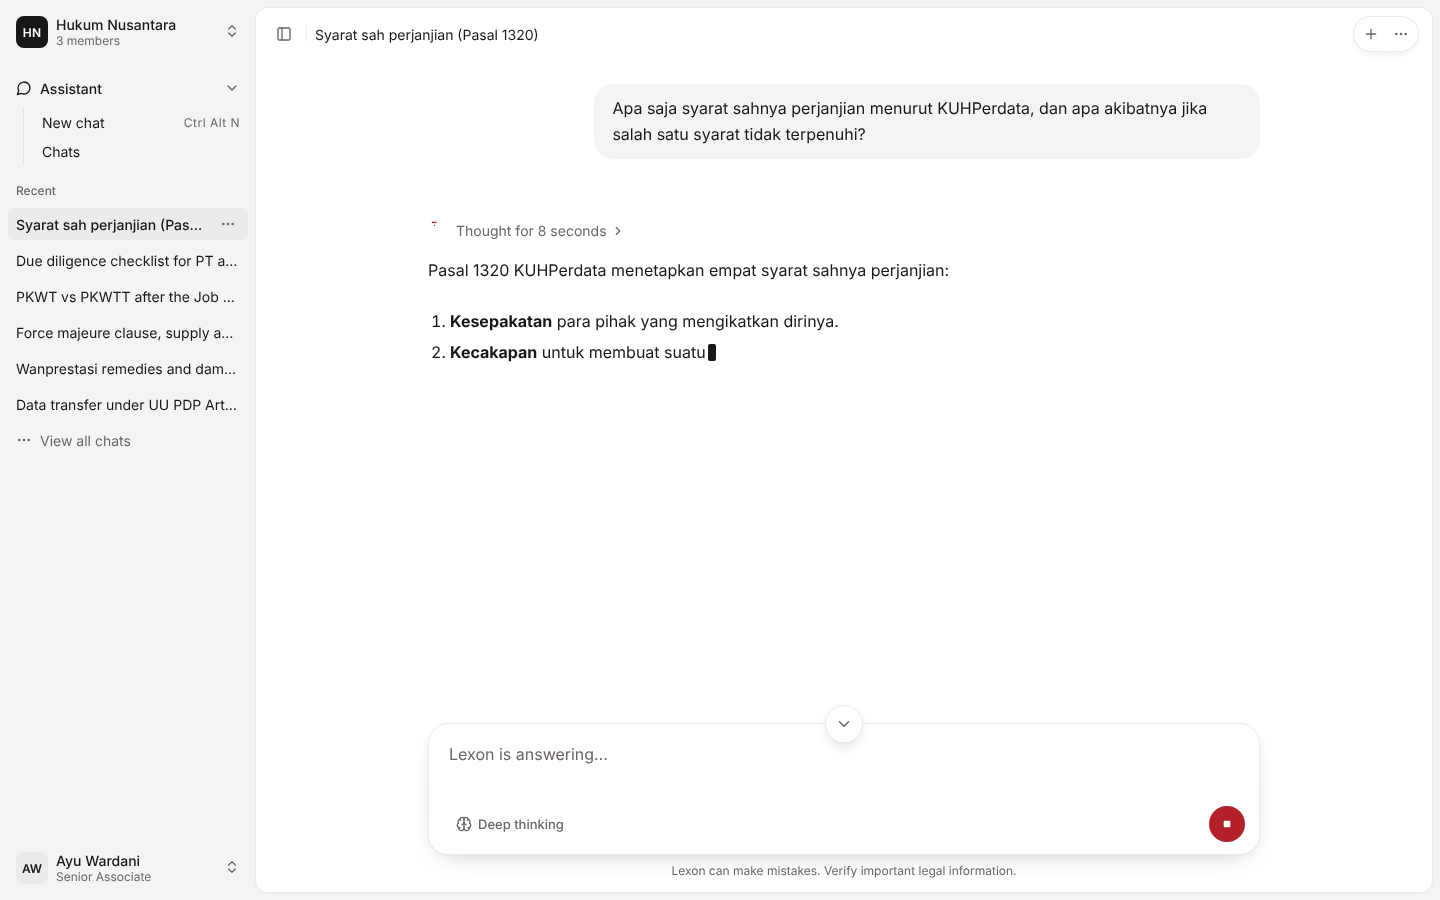 HN
Hukum Nusantara
3 members
Assistant
New chat
Ctrl Alt N
Chats
Recent
Syarat sah perjanjian (Pas...
Due diligence checklist for PT a...
PKWT vs PKWTT after the Job ...
Force majeure clause, supply a...
Wanprestasi remedies and dam...
Data transfer under UU PDP Art...
View all chats
AW
Ayu Wardani
Senior Associate
Syarat sah perjanjian (Pasal 1320)
Apa saja syarat sahnya perjanjian menurut KUHPerdata, dan apa akibatnya jika
salah satu syarat tidak terpenuhi?
Thought for 8 seconds
Pasal 1320 KUHPerdata menetapkan empat syarat sahnya perjanjian:
1. Kesepakatan para pihak yang mengikatkan dirinya.
2. Kecakapan untuk membuat suatu
Lexon is answering...
Deep thinking
Lexon can make mistakes. Verify important legal information.